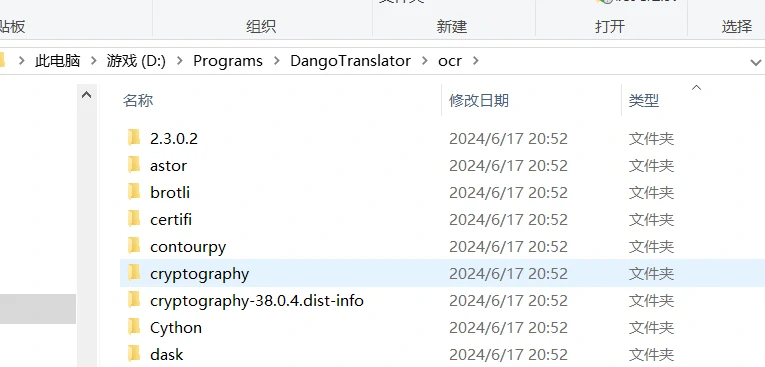 贴板
组织
新建
打开
选择
此电脑 > 游戏 (D:) > Programs > DangoTranslator > ocr >
名称 修改日期 类型
2.3.0.2 2024/6/17 20:52 文件夹
astor 2024/6/17 20:52 文件夹
brotli 2024/6/17 20:52 文件夹
certifi 2024/6/17 20:52 文件夹
contourpy 2024/6/17 20:52 文件夹
cryptography 2024/6/17 20:52 文件夹
cryptography-38.0.4.dist-info 2024/6/17 20:52 文件夹
Cython 2024/6/17 20:52 文件夹
dask 2024/6/17 20:52 文件夹